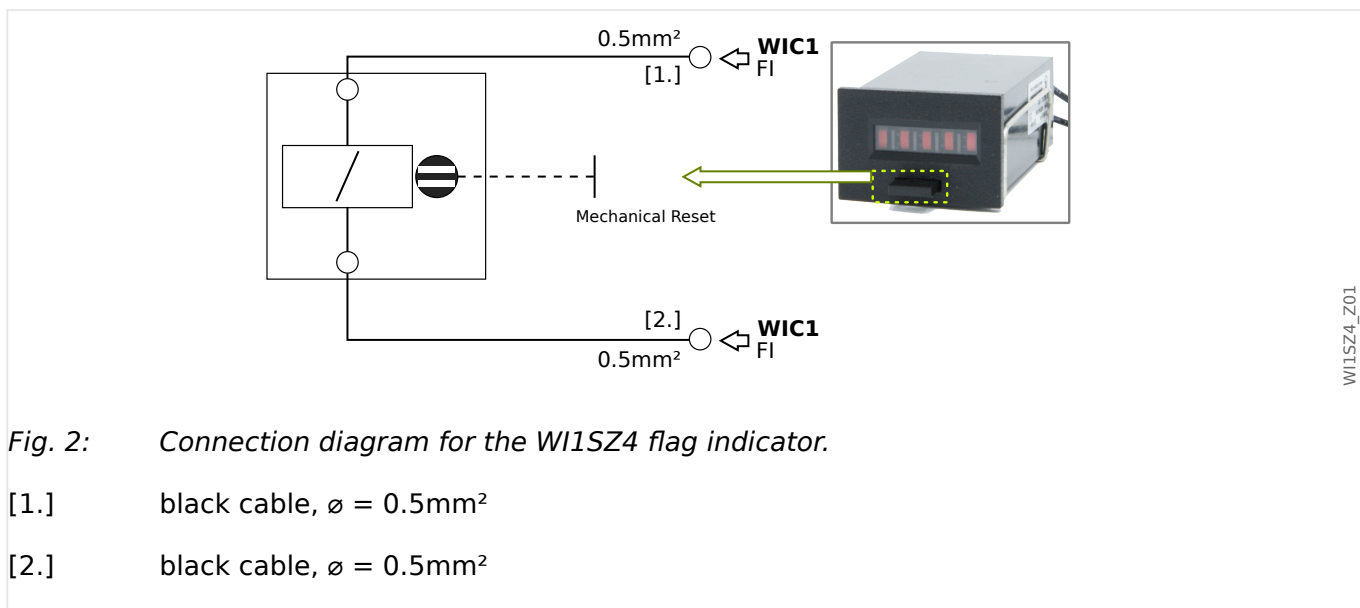 0.5mm²
[1.]
WIC1
FI
Mechanical Reset
[2.]
WIC1
FI
0.5mm²
WI1SZ4_Z01
Fig. 2: Connection diagram for the WI1SZ4 flag indicator.
[1.] black cable, ⌀ = 0.5mm²
[2.] black cable, ⌀ = 0.5mm²